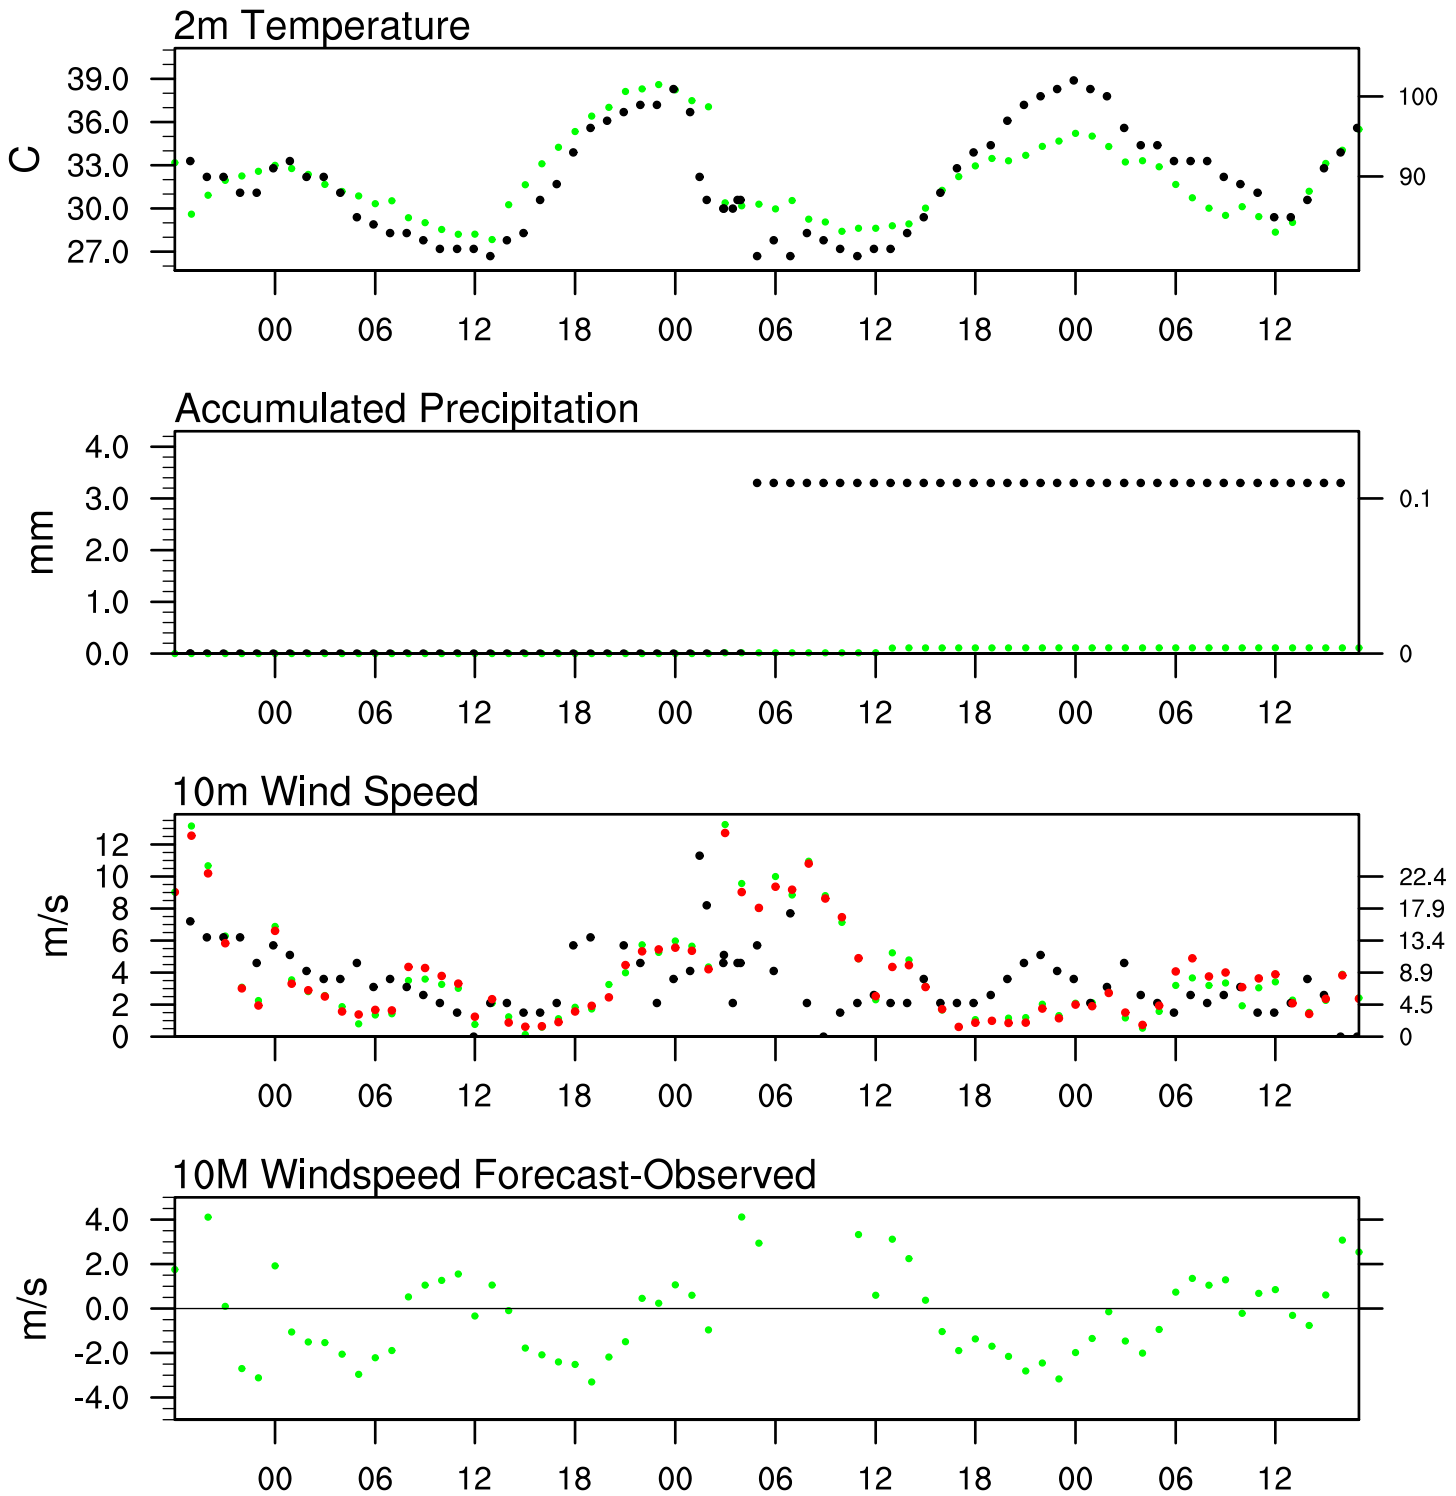 2m Temperature
39.0
36.0
33.0
30.0
27.0
C
100
90
00 06 12 18 00 06 12 18 00 06 12
Accumulated Precipitation
4.0
3.0
2.0
1.0
0.0
mm
0.1
0
00 06 12 18 00 06 12 18 00 06 12
10m Wind Speed
12
10
8
6
4
2
0
m/s
22.4
17.9
13.4
8.9
4.5
0
00 06 12 18 00 06 12 18 00 06 12
10M Windspeed Forecast-Observed
4.0
2.0
0.0
-2.0
-4.0
m/s
00 06 12 18 00 06 12 18 00 06 12